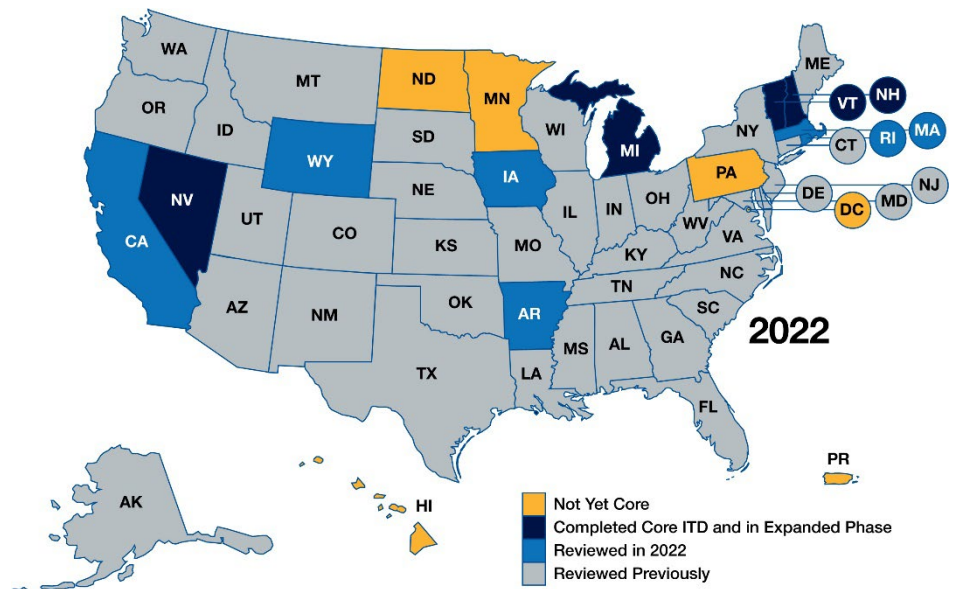 WA
MT
ND
MN
ME
VT
NH
OR
ID
WY
SD
WI
MI
NY
CT
RI
MA
NV
UT
CO
NE
IA
IL
IN
OH
PA
DE
DC
MD
NJ
CA
KS
MO
KY
WV
VA
AZ
NM
OK
AR
TN
NC
SC
2022
TX
LA
MS
AL
GA
FL
AK
HI
PR
Not Yet Core
Completed Core ITD and in Expanded Phase
Reviewed in 2022
Reviewed Previously